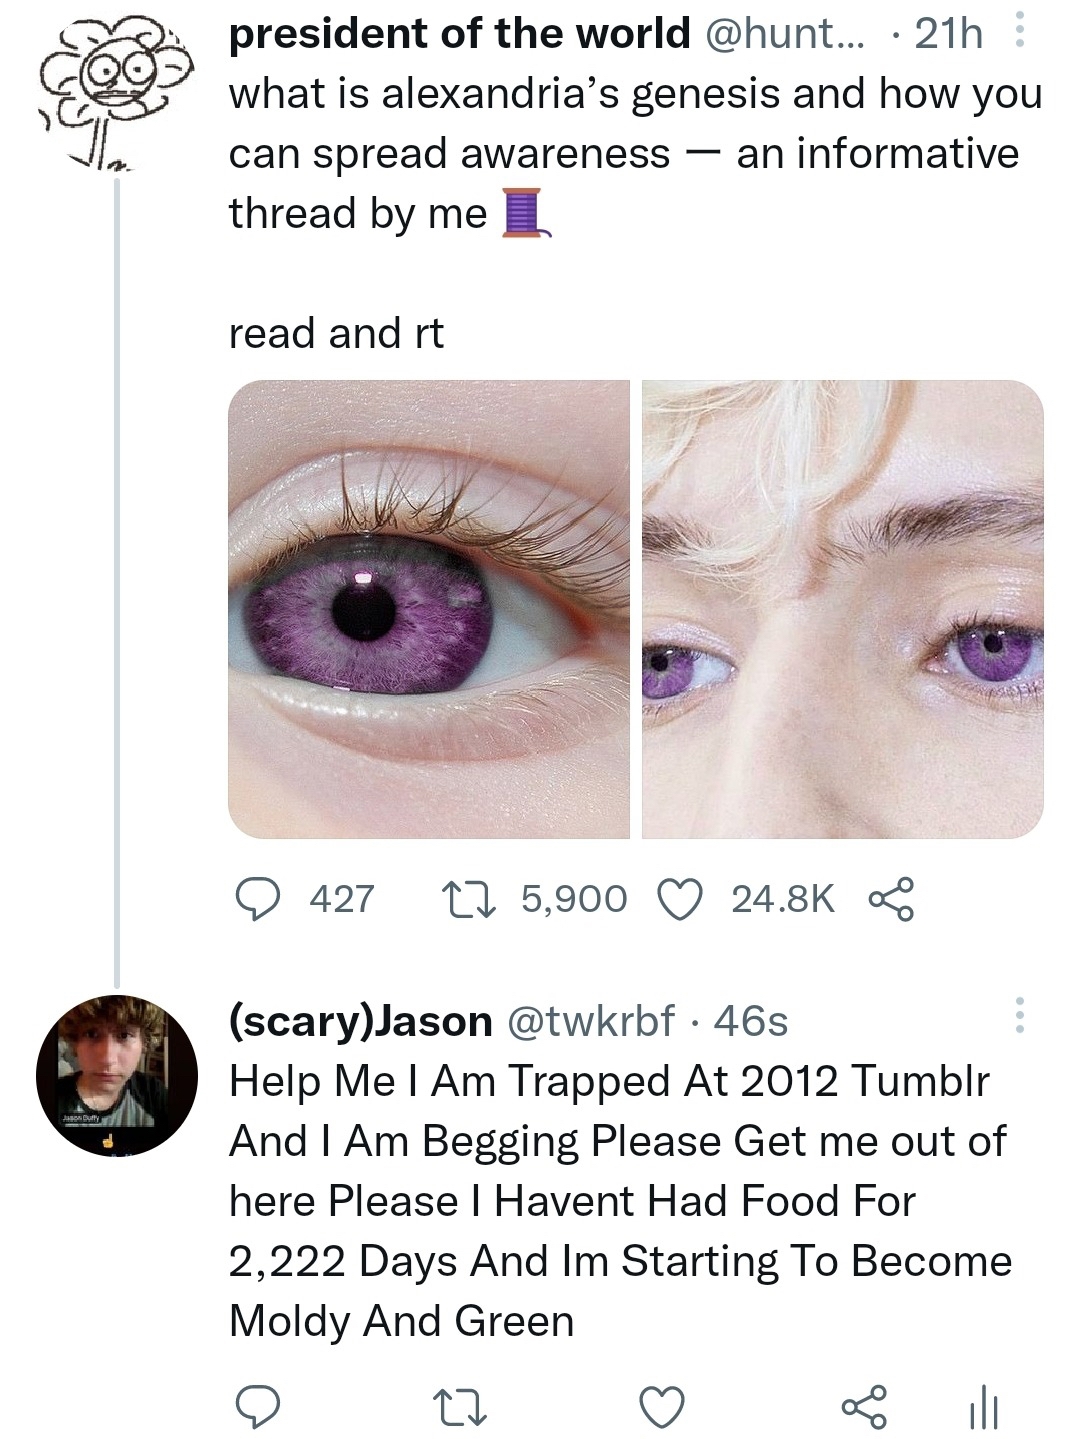 president of the world @hunt... · 21h
what is alexandria’s genesis and how you
can spread awareness — an informative
thread by me 🧵
read and rt
427 5,900 24.8K
(scary)Jason @twkrbf · 46s
Jason Duffy
Help Me I Am Trapped At 2012 Tumblr
And I Am Begging Please Get me out of
here Please I Havent Had Food For
2,222 Days And Im Starting To Become
Moldy And Green